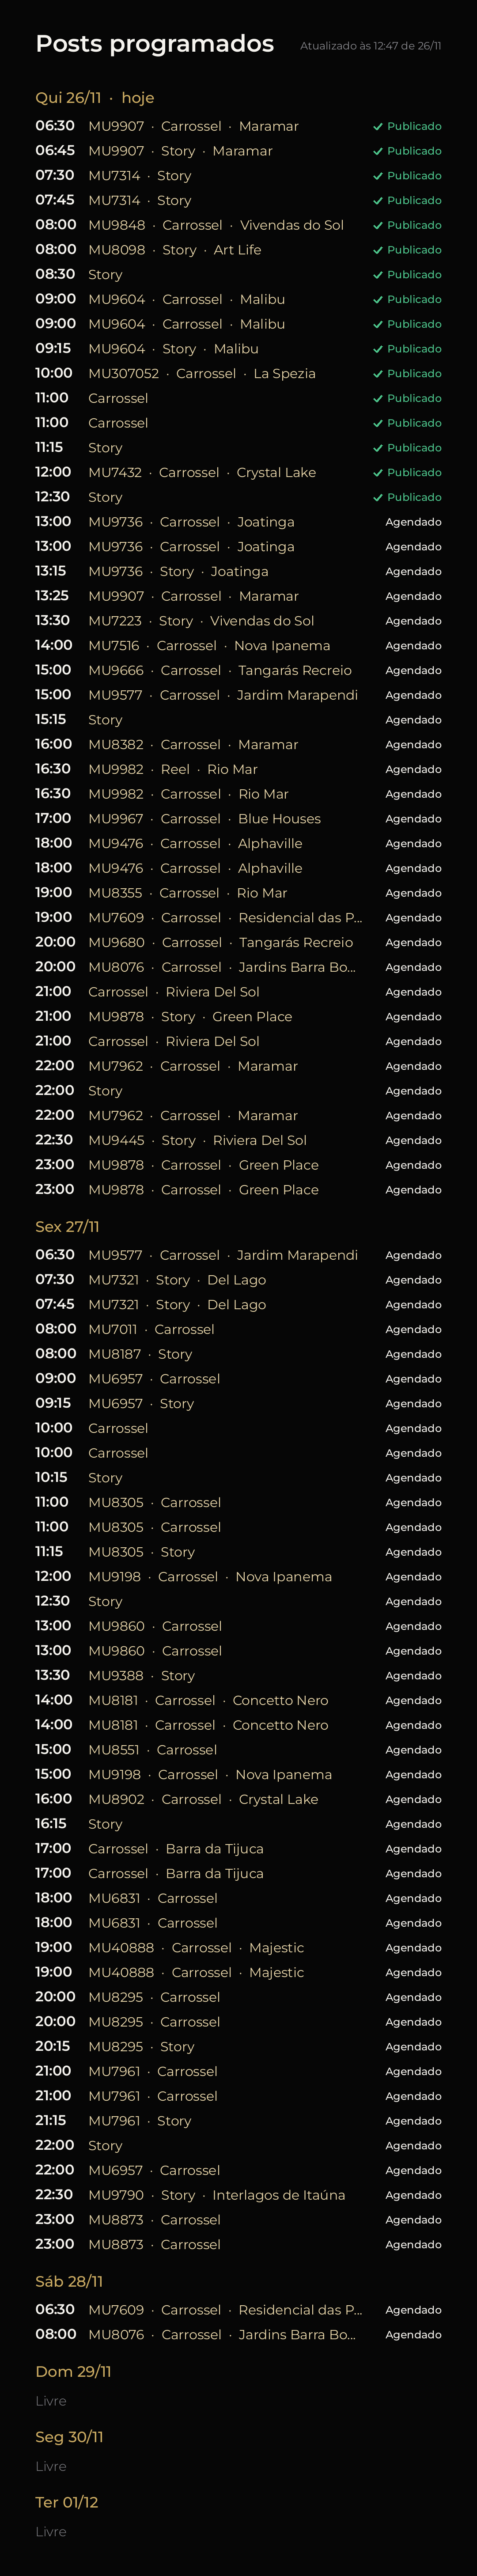 Posts programados Atualizado às 12:47 de 26/11
Qui 26/11 · hoje
06:30 MU9907 · Carrossel · Maramar ✓ Publicado
06:45 MU9907 · Story · Maramar ✓ Publicado
07:30 MU7314 · Story ✓ Publicado
07:45 MU7314 · Story ✓ Publicado
08:00 MU9848 · Carrossel · Vivendas do Sol ✓ Publicado
08:00 MU8098 · Story · Art Life ✓ Publicado
08:30 Story ✓ Publicado
09:00 MU9604 · Carrossel · Malibu ✓ Publicado
09:00 MU9604 · Carrossel · Malibu ✓ Publicado
09:15 MU9604 · Story · Malibu ✓ Publicado
10:00 MU307052 · Carrossel · La Spezia ✓ Publicado
11:00 Carrossel ✓ Publicado
11:00 Carrossel ✓ Publicado
11:15 Story ✓ Publicado
12:00 MU7432 · Carrossel · Crystal Lake ✓ Publicado
12:30 Story ✓ Publicado
13:00 MU9736 · Carrossel · Joatinga Agendado
13:00 MU9736 · Carrossel · Joatinga Agendado
13:15 MU9736 · Story · Joatinga Agendado
13:25 MU9907 · Carrossel · Maramar Agendado
13:30 MU7223 · Story · Vivendas do Sol Agendado
14:00 MU7516 · Carrossel · Nova Ipanema Agendado
15:00 MU9666 · Carrossel · Tangarás Recreio Agendado
15:00 MU9577 · Carrossel · Jardim Marapendi Agendado
15:15 Story Agendado
16:00 MU8382 · Carrossel · Maramar Agendado
16:30 MU9982 · Reel · Rio Mar Agendado
16:30 MU9982 · Carrossel · Rio Mar Agendado
17:00 MU9967 · Carrossel · Blue Houses Agendado
18:00 MU9476 · Carrossel · Alphaville Agendado
18:00 MU9476 · Carrossel · Alphaville Agendado
19:00 MU8355 · Carrossel · Rio Mar Agendado
19:00 MU7609 · Carrossel · Residencial das P... Agendado
20:00 MU9680 · Carrossel · Tangarás Recreio Agendado
20:00 MU8076 · Carrossel · Jardins Barra Bo... Agendado
21:00 Carrossel · Riviera Del Sol Agendado
21:00 MU9878 · Story · Green Place Agendado
21:00 Carrossel · Riviera Del Sol Agendado
22:00 MU7962 · Carrossel · Maramar Agendado
22:00 Story Agendado
22:00 MU7962 · Carrossel · Maramar Agendado
22:30 MU9445 · Story · Riviera Del Sol Agendado
23:00 MU9878 · Carrossel · Green Place Agendado
23:00 MU9878 · Carrossel · Green Place Agendado
Sex 27/11
06:30 MU9577 · Carrossel · Jardim Marapendi Agendado
07:30 MU7321 · Story · Del Lago Agendado
07:45 MU7321 · Story · Del Lago Agendado
08:00 MU7011 · Carrossel Agendado
08:00 MU8187 · Story Agendado
09:00 MU6957 · Carrossel Agendado
09:15 MU6957 · Story Agendado
10:00 Carrossel Agendado
10:00 Carrossel Agendado
10:15 Story Agendado
11:00 MU8305 · Carrossel Agendado
11:00 MU8305 · Carrossel Agendado
11:15 MU8305 · Story Agendado
12:00 MU9198 · Carrossel · Nova Ipanema Agendado
12:30 Story Agendado
13:00 MU9860 · Carrossel Agendado
13:00 MU9860 · Carrossel Agendado
13:30 MU9388 · Story Agendado
14:00 MU8181 · Carrossel · Concetto Nero Agendado
14:00 MU8181 · Carrossel · Concetto Nero Agendado
15:00 MU8551 · Carrossel Agendado
15:00 MU9198 · Carrossel · Nova Ipanema Agendado
16:00 MU8902 · Carrossel · Crystal Lake Agendado
16:15 Story Agendado
17:00 Carrossel · Barra da Tijuca Agendado
17:00 Carrossel · Barra da Tijuca Agendado
18:00 MU6831 · Carrossel Agendado
18:00 MU6831 · Carrossel Agendado
19:00 MU40888 · Carrossel · Majestic Agendado
19:00 MU40888 · Carrossel · Majestic Agendado
20:00 MU8295 · Carrossel Agendado
20:00 MU8295 · Carrossel Agendado
20:15 MU8295 · Story Agendado
21:00 MU7961 · Carrossel Agendado
21:00 MU7961 · Carrossel Agendado
21:15 MU7961 · Story Agendado
22:00 Story Agendado
22:00 MU6957 · Carrossel Agendado
22:30 MU9790 · Story · Interlagos de Itaúna Agendado
23:00 MU8873 · Carrossel Agendado
23:00 MU8873 · Carrossel Agendado
Sáb 28/11
06:30 MU7609 · Carrossel · Residencial das P... Agendado
08:00 MU8076 · Carrossel · Jardins Barra Bo... Agendado
Dom 29/11
Livre
Seg 30/11
Livre
Ter 01/12
Livre